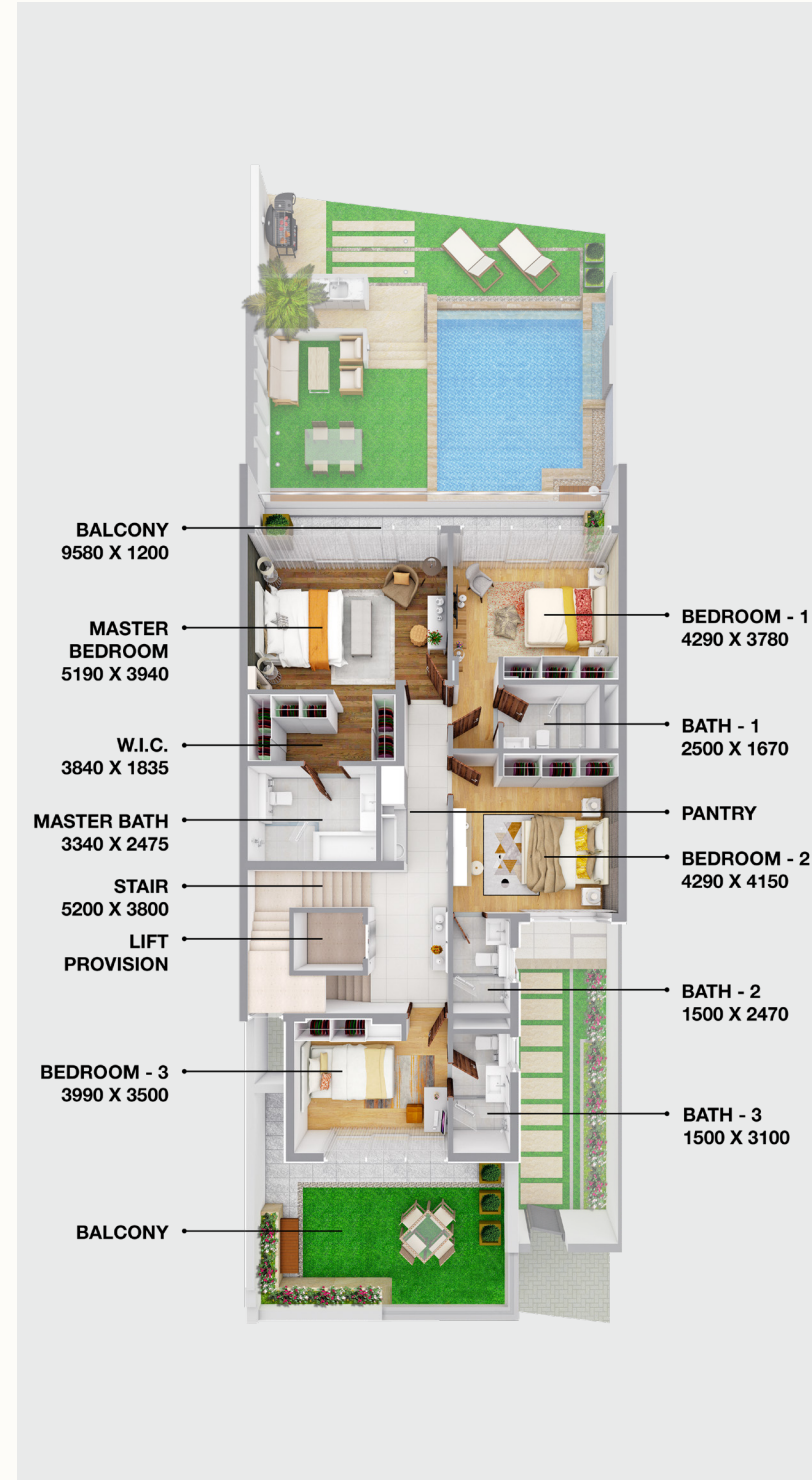 BALCONY
9580 X 1200
MASTER
BEDROOM
5190 X 3940
W.I.C.
3840 X 1835
MASTER BATH
3340 X 2475
STAIR
5200 X 3800
LIFT
PROVISION
BEDROOM - 3
3990 X 3500
BALCONY
BEDROOM - 1
4290 X 3780
BATH - 1
2500 X 1670
PANTRY
BEDROOM - 2
4290 X 4150
BATH - 2
1500 X 2470
BATH - 3
1500 X 3100